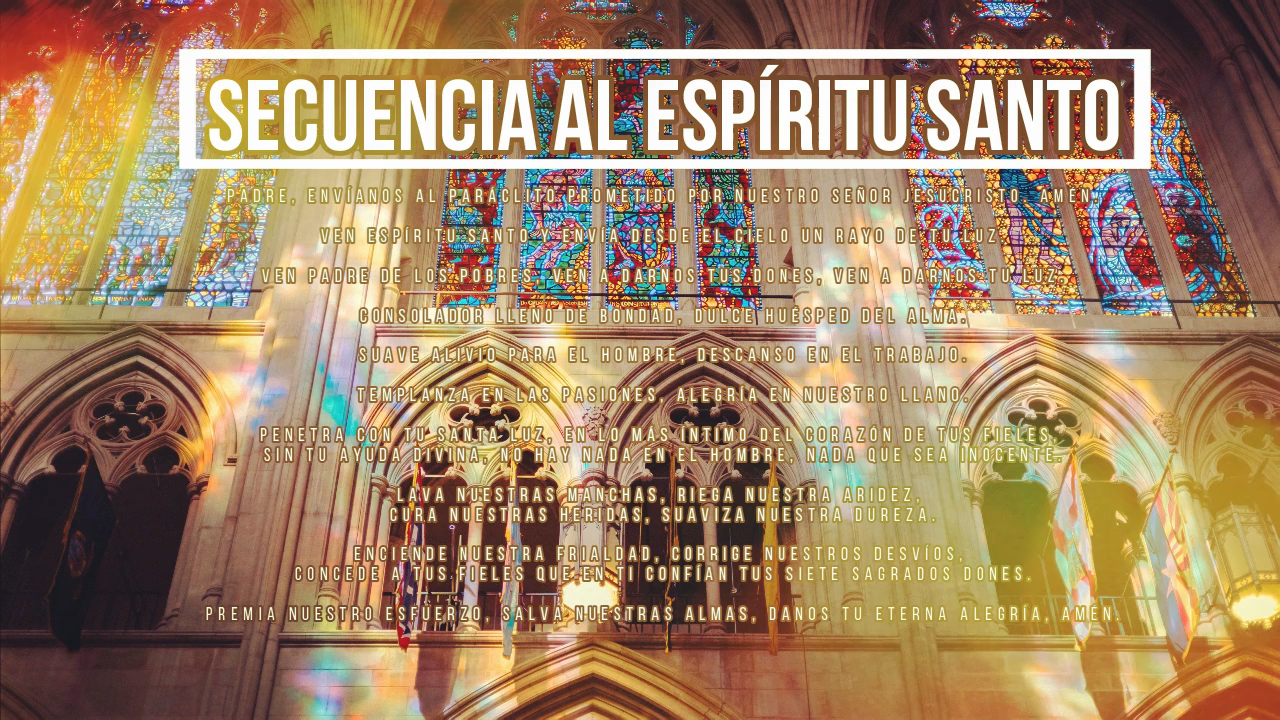 SECUENCIA AL ESPÍRITU SANTO
PADRE, ENVÍANOS AL PARÁCLITO PROMETIDO POR NUESTRO SEÑOR JESUCRISTO. AMÉN.
VEN ESPÍRITU SANTO Y ENVÍA DESDE EL CIELO UN RAYO DE TU LUZ
VEN PADRE DE LOS POBRES, VEN A DARNOS TUS DONES, VEN A DARNOS TU LUZ.
CONSOLADOR LLENO DE BONDAD, DULCE HUÉSPED DEL ALMA.
SUAVE ALIVIO PARA EL HOMBRE, DESCANSO EN EL TRABAJO.
TEMPLANZA EN LAS PASIONES, ALEGRÍA EN NUESTRO LLANO.
PENETRA CON TU SANTA LUZ, EN LO MÁS ÍNTIMO DEL CORAZÓN DE TUS FIELES,
SIN TU AYUDA DIVINA, NO HAY NADA EN EL HOMBRE, NADA QUE SEA INOCENTE.
LAVA NUESTRAS MANCHAS, RIEGA NUESTRA ARIDEZ,
CURA NUESTRAS HERIDAS, SUAVIZA NUESTRA DUREZA.
ENCIENDE NUESTRA FRIALDAD, CORRIGE NUESTROS DESVÍOS,
CONCEDE A TUS FIELES QUE EN TI CONFÍAN TUS SIETE SAGRADOS DONES.
PREMIA NUESTRO ESFUERZO, SALVA NUESTRAS ALMAS, DANOS TU ETERNA ALEGRÍA, AMEN.